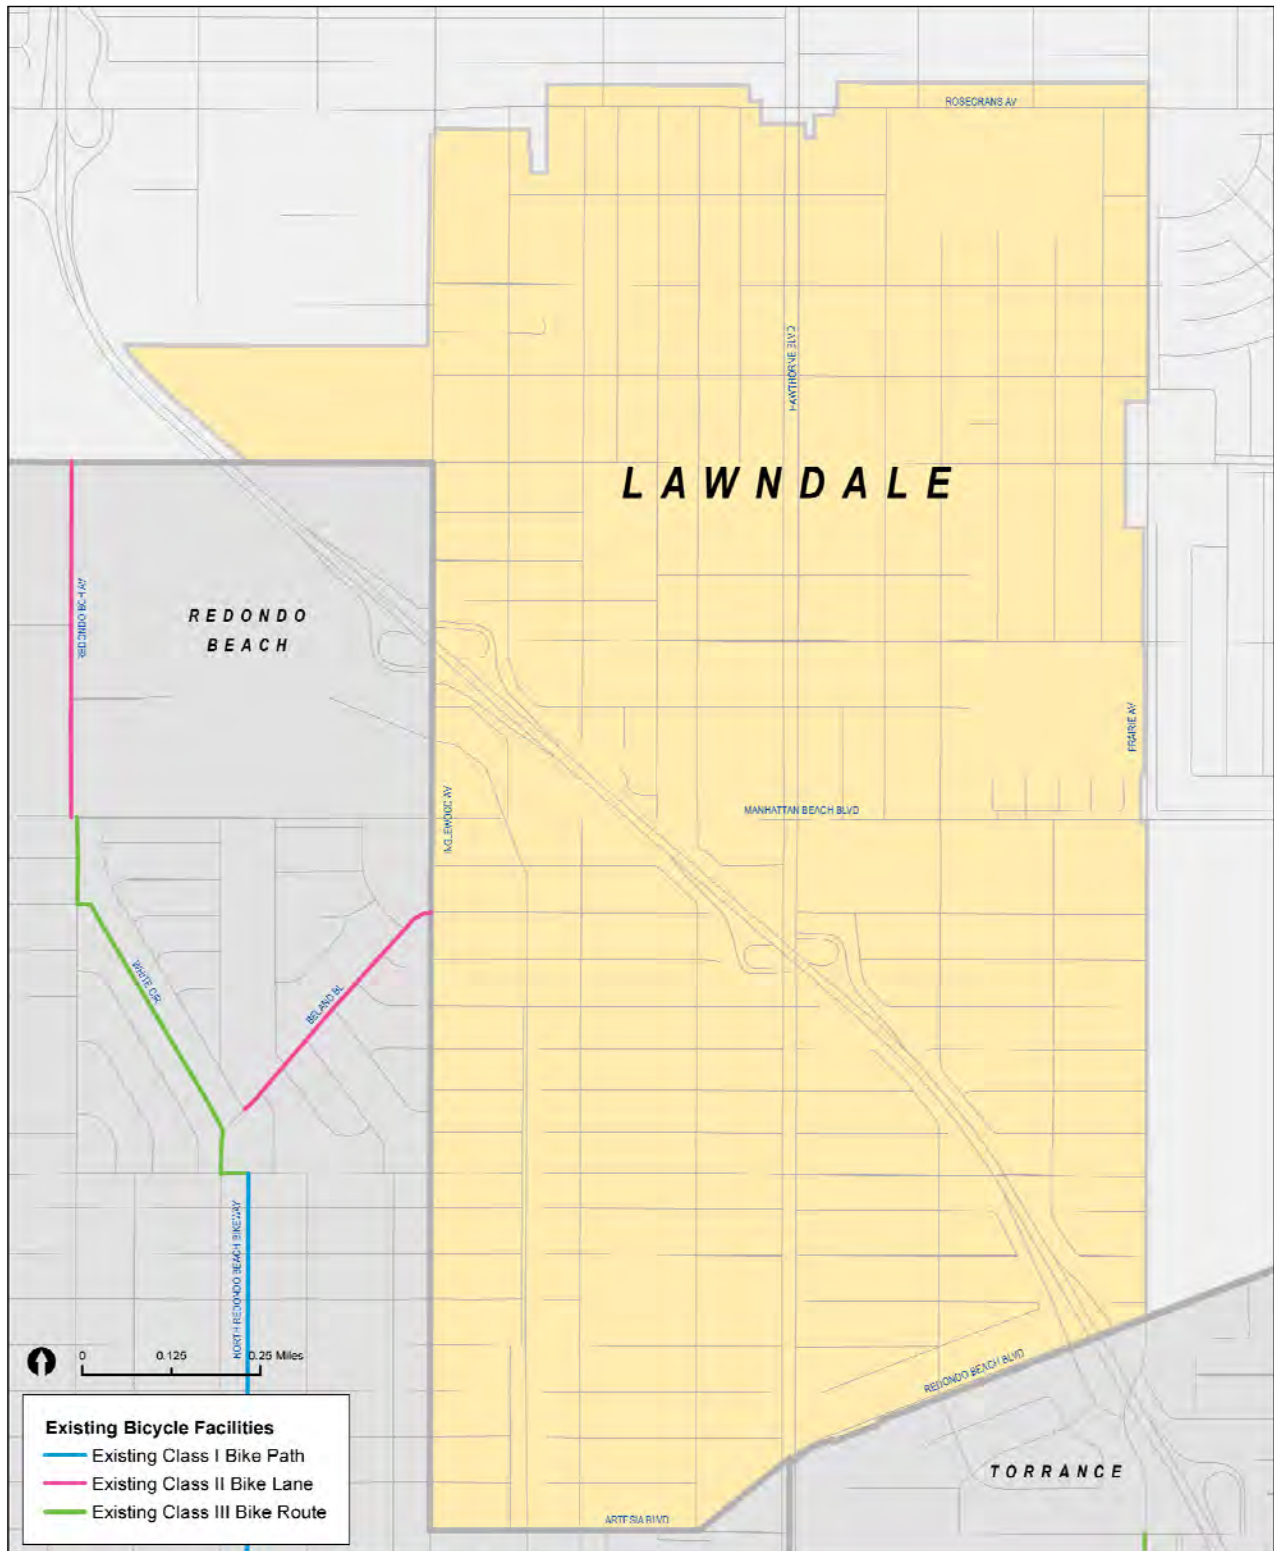 ROSECRANS AV
HAWTHORNE BLVD
LAWNDALE
REDONDO BCH AV
REDONDO
BEACH
PRAIRIE AV
INGLEWOOD AV
MANHATTAN BEACH BLVD
WHITE CIR
BELAND BL
NORTH REDONDO BEACH BIKEWAY
0 0.125 0.25 Miles
REDONDO BEACH BLVD
Existing Bicycle Facilities
Existing Class I Bike Path
Existing Class II Bike Lane
Existing Class III Bike Route
TORRANCE
ARTESIA BLVD